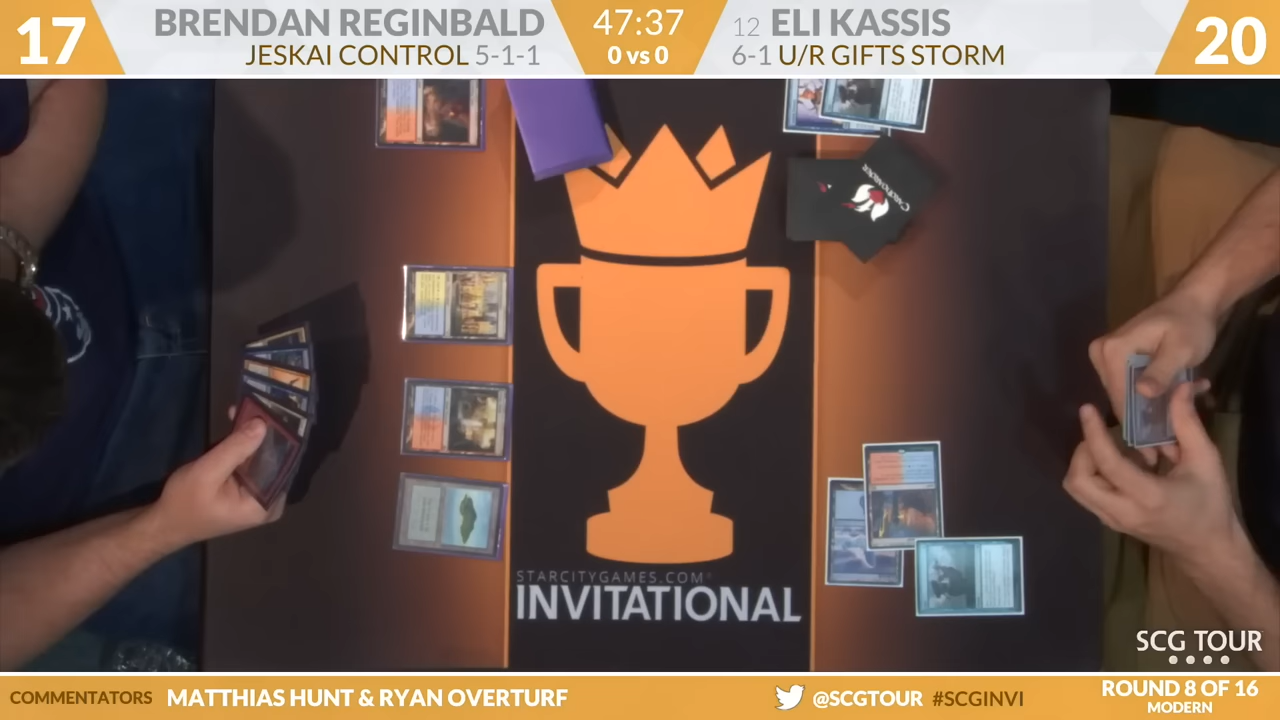 17
BRENDAN REGINBALD
JESKAI CONTROL 5-1-1
47:37
0 vs 0
12 ELI KASSIS
6-1 U/R GIFTS STORM
20
STARCITYGAMES.COM®
INVITATIONAL
SCG TOUR
COMMENTATORS MATTHIAS HUNT & RYAN OVERTURF
@SCGTOUR #SCGINVI
ROUND 8 OF 16
MODERN